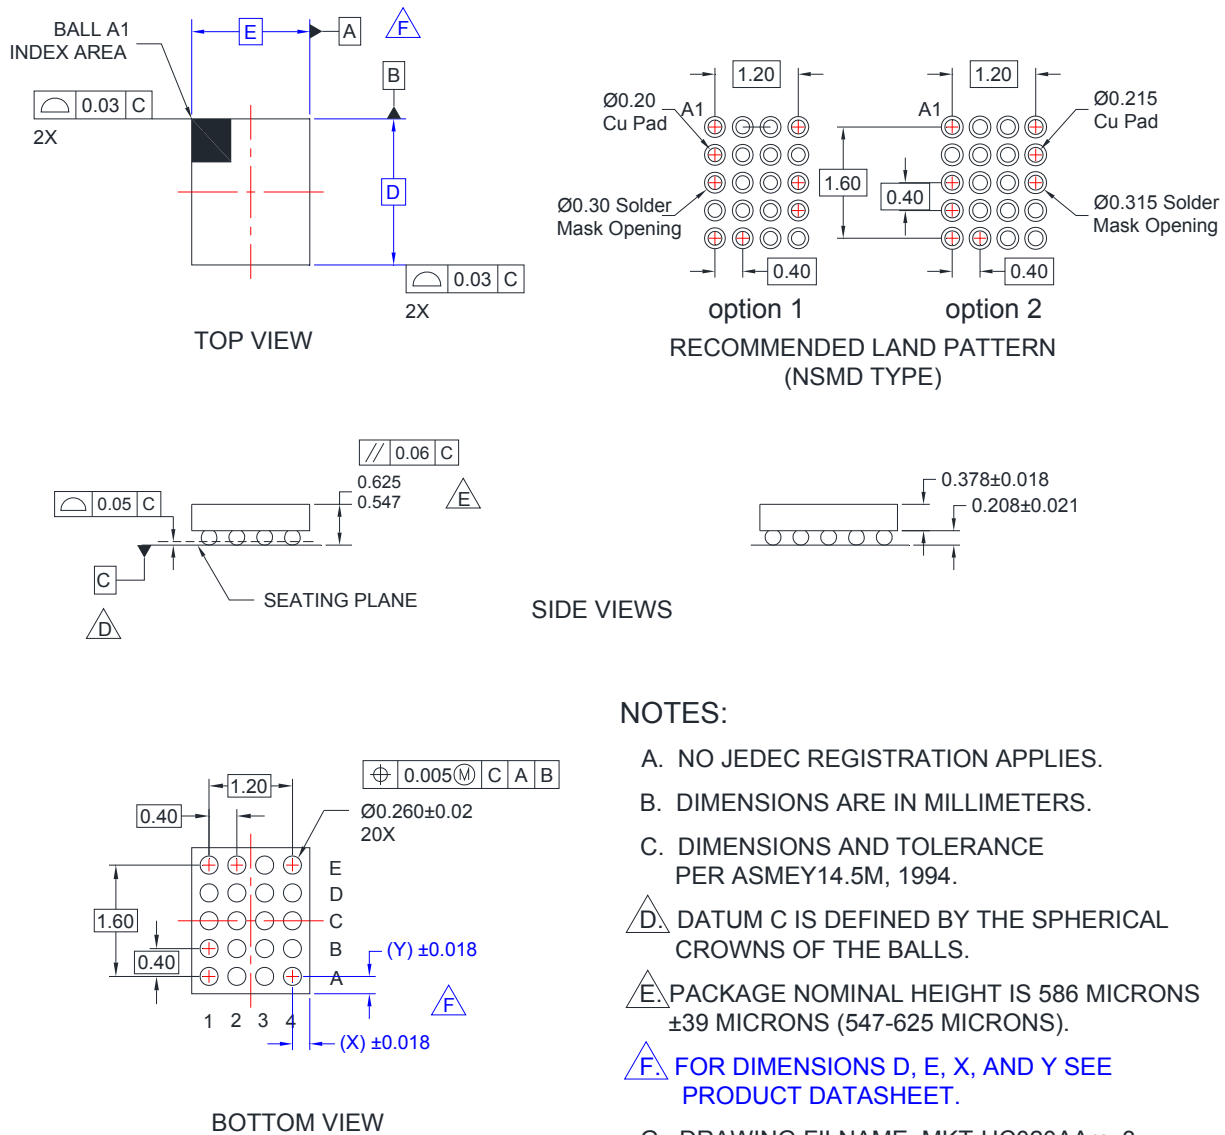 BALL A1
INDEX AREA
E
A
F
B
0.03 C
2X
D
0.03 C
2X
TOP VIEW
1.20
1.20
Ø0.20
Cu Pad
A1
A1
Ø0.215
Cu Pad
1.60
0.40
Ø0.30 Solder
Mask Opening
Ø0.315 Solder
Mask Opening
0.40
0.40
option 1
option 2
RECOMMENDED LAND PATTERN
(NSMD TYPE)
// 0.06 C
0.625
0.547
E
0.05 C
C
D
SEATING PLANE
0.378±0.018
0.208±0.021
SIDE VIEWS
1.20
0.005Ⓜ C A B
0.40
Ø0.260±0.02
20X
E
D
C
B
A
1.60
0.40
(Y) ±0.018
F
1 2 3 4
(X) ±0.018
BOTTOM VIEW
NOTES:
A. NO JEDEC REGISTRATION APPLIES.
B. DIMENSIONS ARE IN MILLIMETERS.
C. DIMENSIONS AND TOLERANCE
PER ASMEY14.5M, 1994.
D. DATUM C IS DEFINED BY THE SPHERICAL
CROWNS OF THE BALLS.
E. PACKAGE NOMINAL HEIGHT IS 586 MICRONS
±39 MICRONS (547-625 MICRONS).
F. FOR DIMENSIONS D, E, X, AND Y SEE
PRODUCT DATASHEET.
DRAWING FILNAME: